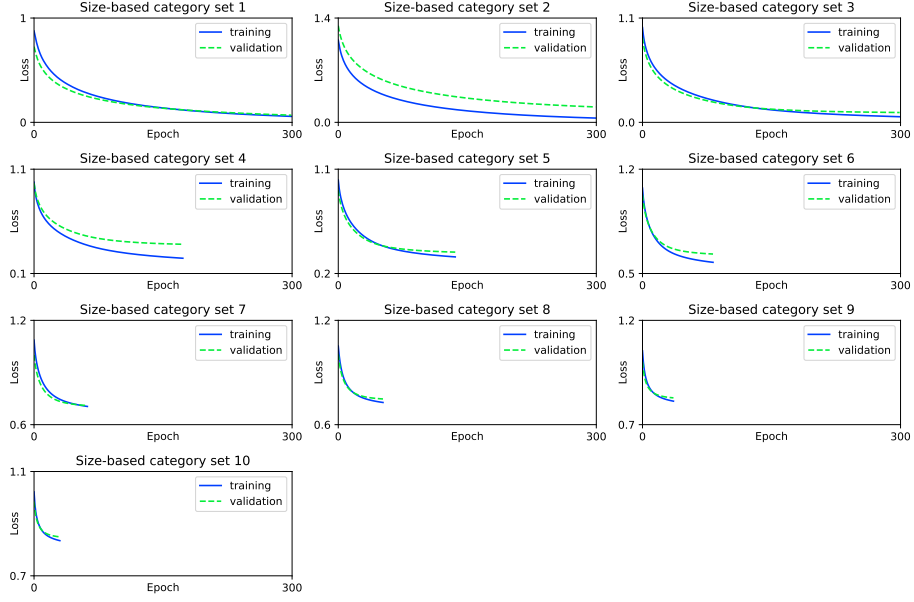 Size-based category set 1
1
training
validation
Loss
0
0
Epoch
300
Size-based category set 2
1.4
training
validation
Loss
0.0
0
Epoch
300
Size-based category set 3
1.1
training
validation
Loss
0.0
0
Epoch
300
Size-based category set 4
1.1
training
validation
Loss
0.1
0
Epoch
300
Size-based category set 5
1.1
training
validation
Loss
0.2
0
Epoch
300
Size-based category set 6
1.2
training
validation
Loss
0.5
0
Epoch
300
Size-based category set 7
1.2
training
validation
Loss
0.6
0
Epoch
300
Size-based category set 8
1.2
training
validation
Loss
0.6
0
Epoch
300
Size-based category set 9
1.2
training
validation
Loss
0.7
0
Epoch
300
Size-based category set 10
1.1
training
validation
Loss
0.7
0
Epoch
300